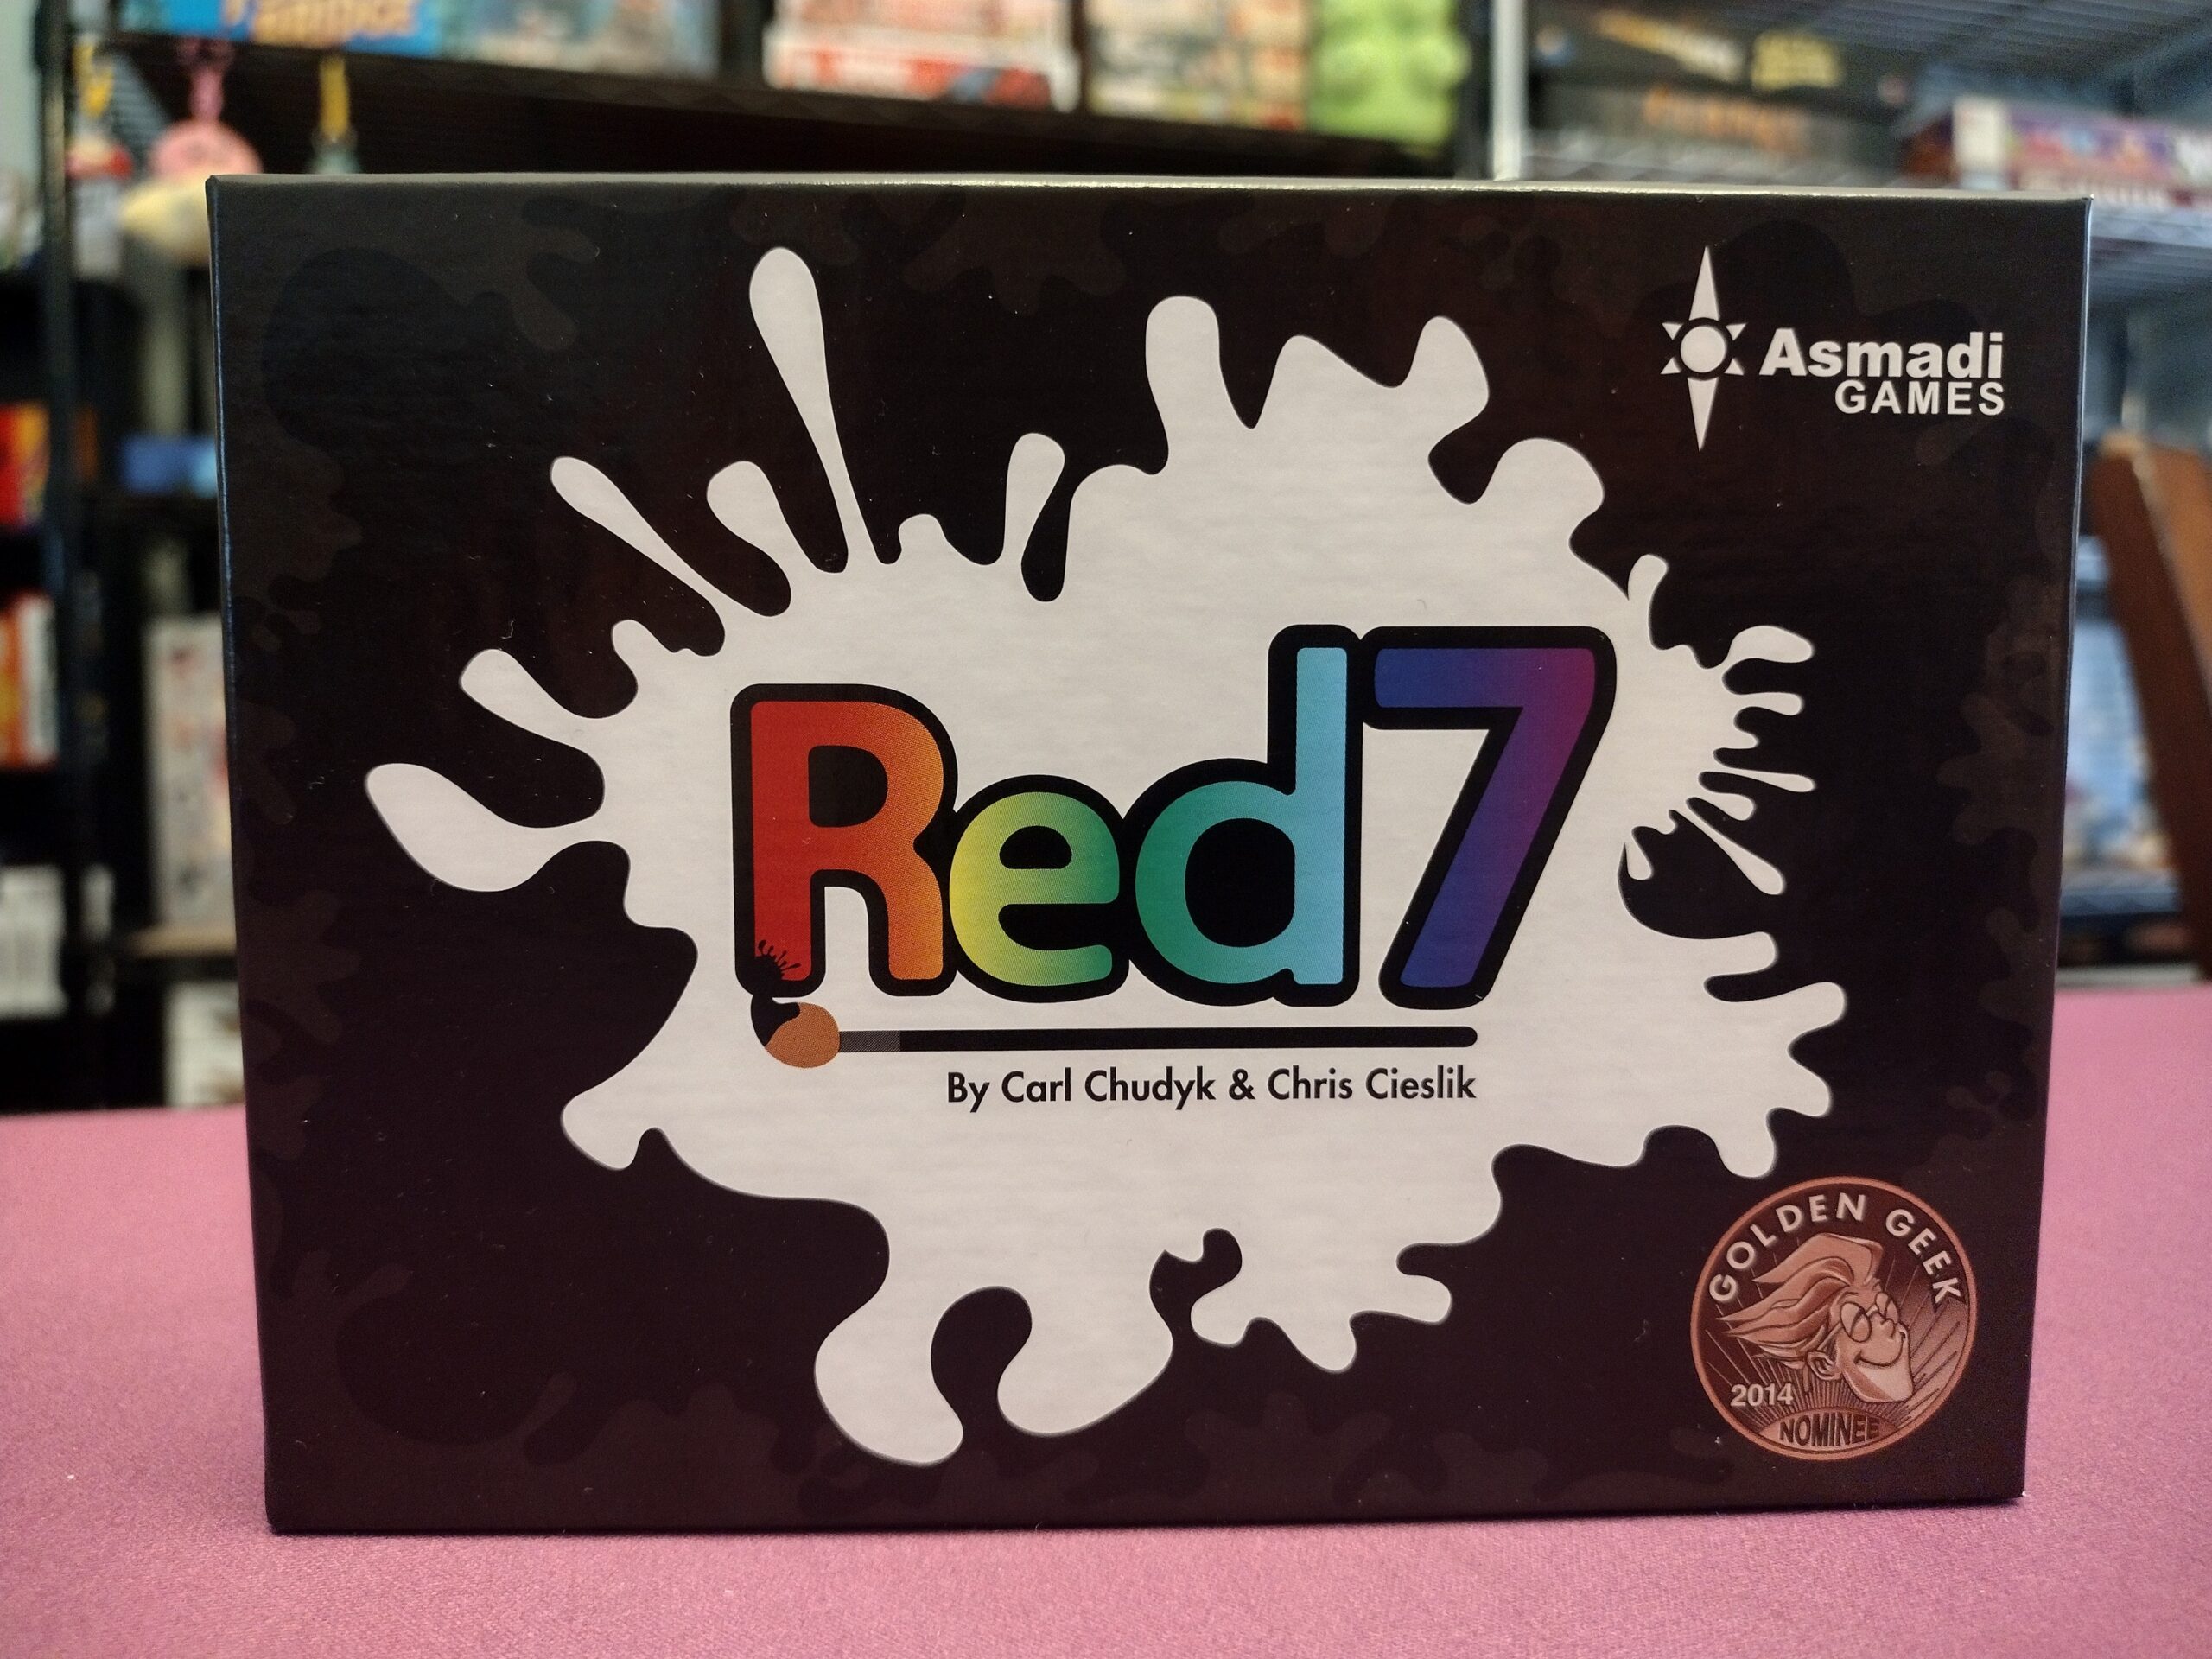 Asmadi
GAMES
Red7
By Carl Chudyk & Chris Cieslik
GOLDEN GEEK
2014
NOMINEE